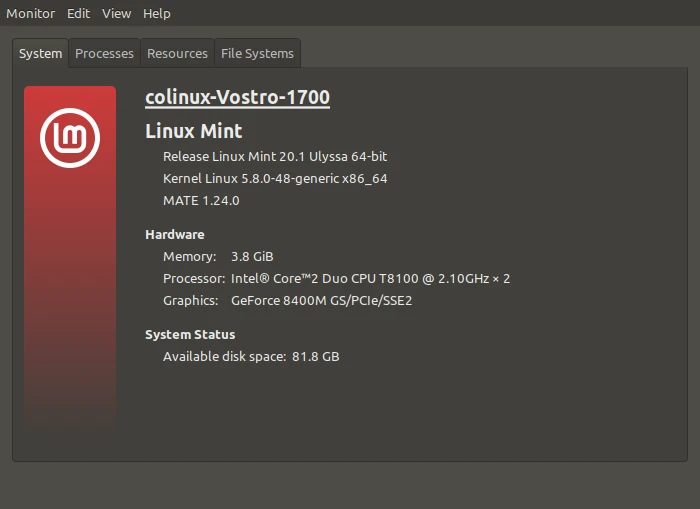 Monitor Edit View Help
System Processes Resources File Systems
colinux-Vostro-1700
Linux Mint
Release Linux Mint 20.1 Ulyssa 64-bit
Kernel Linux 5.8.0-48-generic x86_64
MATE 1.24.0
Hardware
Memory: 3.8 GiB
Processor: Intel® Core™2 Duo CPU T8100 @ 2.10GHz × 2
Graphics: GeForce 8400M GS/PCIe/SSE2
System Status
Available disk space: 81.8 GB